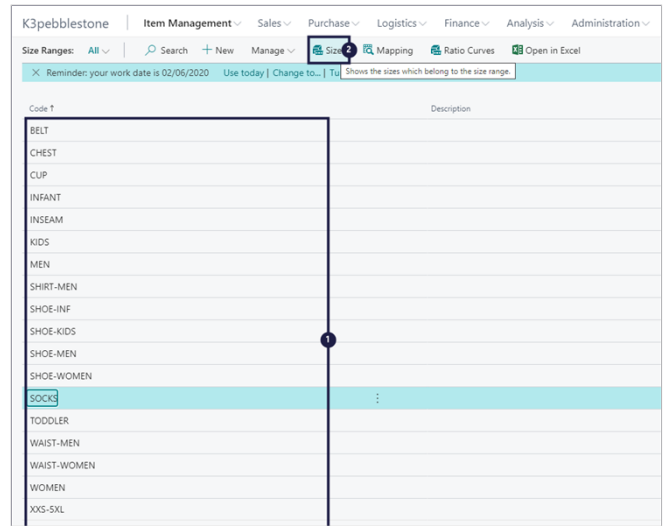 K3pebblestone Item Management Sales Purchase Logistics Finance Analysis Administration
Size Ranges: All Search New Manage Size 2 Mapping Ratio Curves Open in Excel
Reminder: your work date is 02/06/2020 Use today | Change to... | Tu
Shows the sizes which belong to the size range.
Code ↑ Description
BELT
CHEST
CUP
INFANT
INSEAM
KIDS
MEN
SHIRT-MEN
SHOE-INF
SHOE-KIDS
1
SHOE-MEN
SHOE-WOMEN
SOCKS
TODDLER
WAIST-MEN
WAIST-WOMEN
WOMEN
XXS-5XL